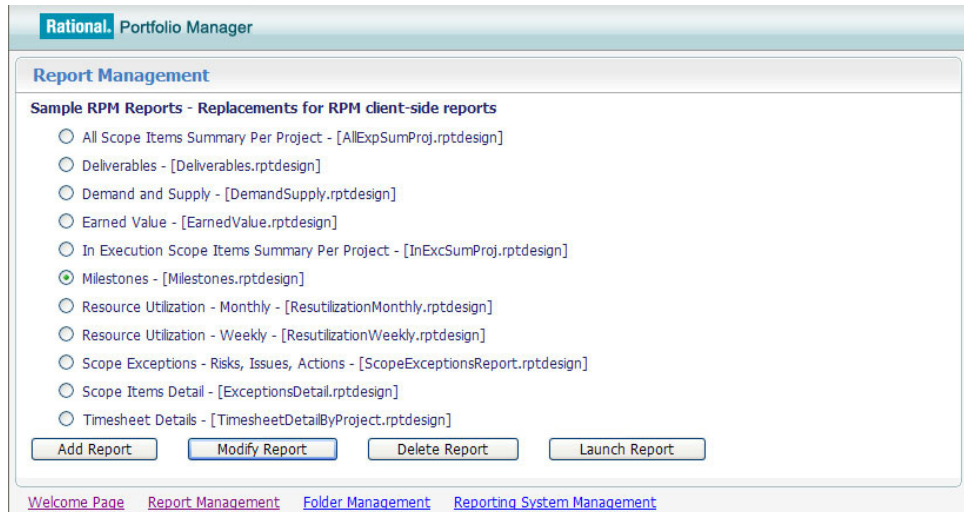 Rational. Portfolio Manager
Report Management
Sample RPM Reports - Replacements for RPM client-side reports
All Scope Items Summary Per Project - [AllExpSumProj.rptdesign]
Deliverables - [Deliverables.rptdesign]
Demand and Supply - [DemandSupply.rptdesign]
Earned Value - [EarnedValue.rptdesign]
In Execution Scope Items Summary Per Project - [InExcSumProj.rptdesign]
Milestones - [Milestones.rptdesign]
Resource Utilization - Monthly - [ResutilizationMonthly.rptdesign]
Resource Utilization - Weekly - [ResutilizationWeekly.rptdesign]
Scope Exceptions - Risks, Issues, Actions - [ScopeExceptionsReport.rptdesign]
Scope Items Detail - [ExceptionsDetail.rptdesign]
Timesheet Details - [TimesheetDetailByProject.rptdesign]
Add Report Modify Report Delete Report Launch Report
Welcome Page Report Management Folder Management Reporting System Management